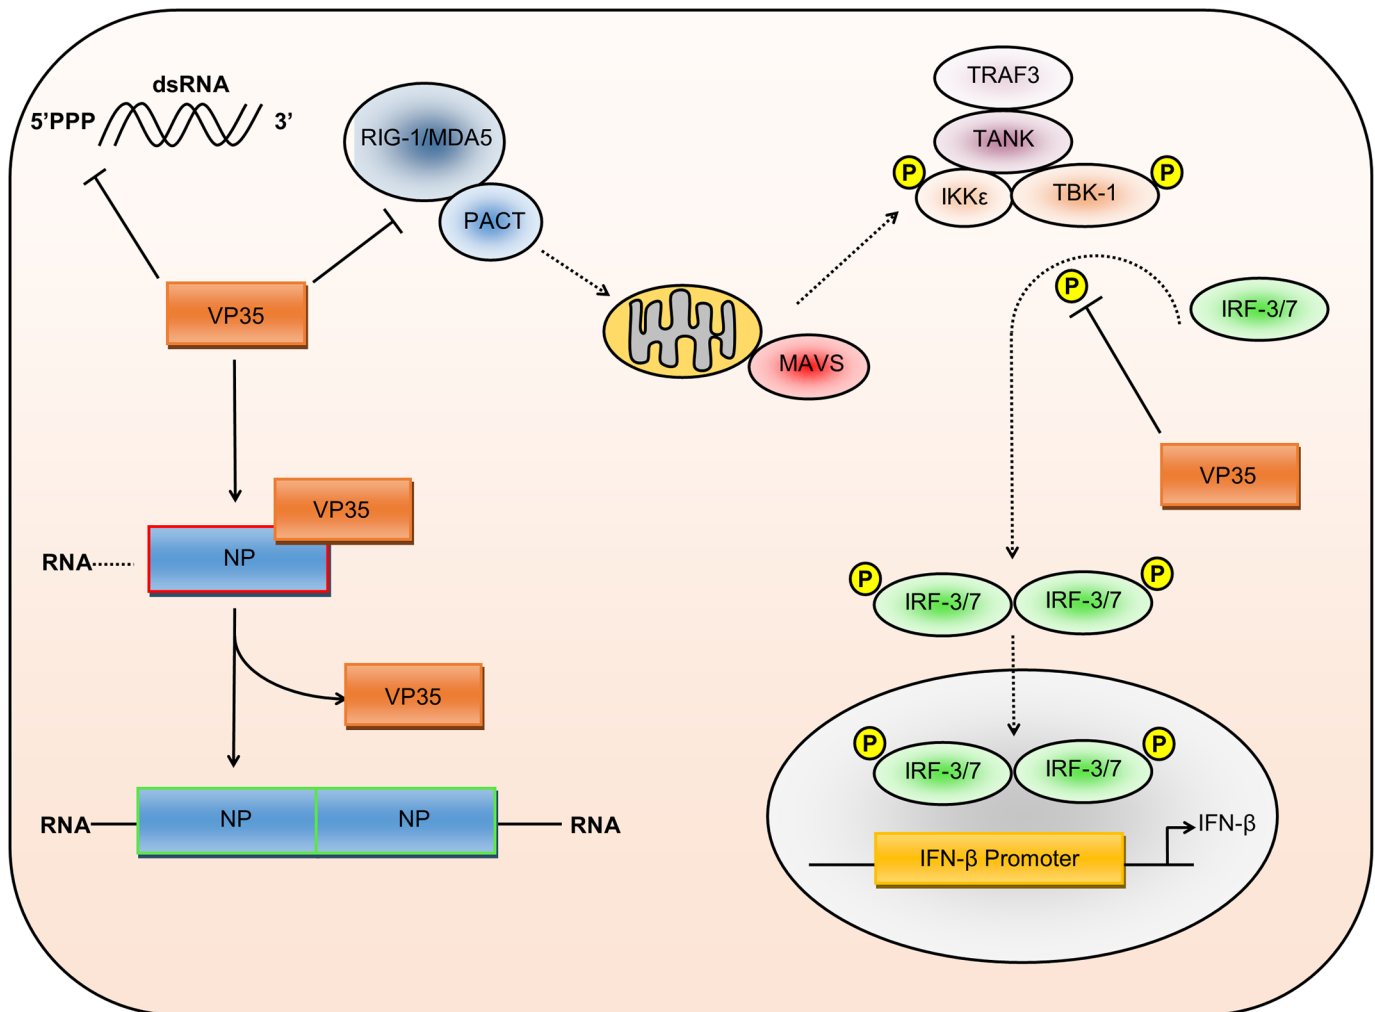 dsRNA
5’PPP
3’
RIG-1/MDA5
PACT
VP35
MAVS
TRAF3
TANK
P
IKKε
TBK-1
P
P
IRF-3/7
VP35
VP35
NP
RNA
VP35
P
IRF-3/7
IRF-3/7
P
P
IRF-3/7
IRF-3/7
P
RNA
NP
NP
RNA
IFN-β Promoter
IFN-β